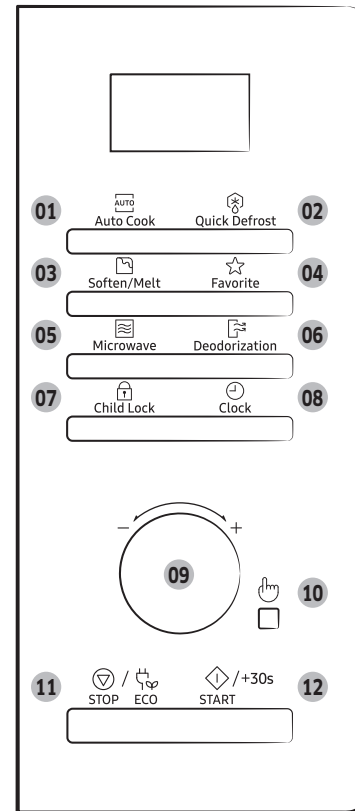 01 AUTO 02
Auto Cook Quick Defrost
03 04
Soften/Melt Favorite
05 06
Microwave Deodorization
07 08
Child Lock Clock
− +
09
10
11 / /+30s 12
STOP ECO START